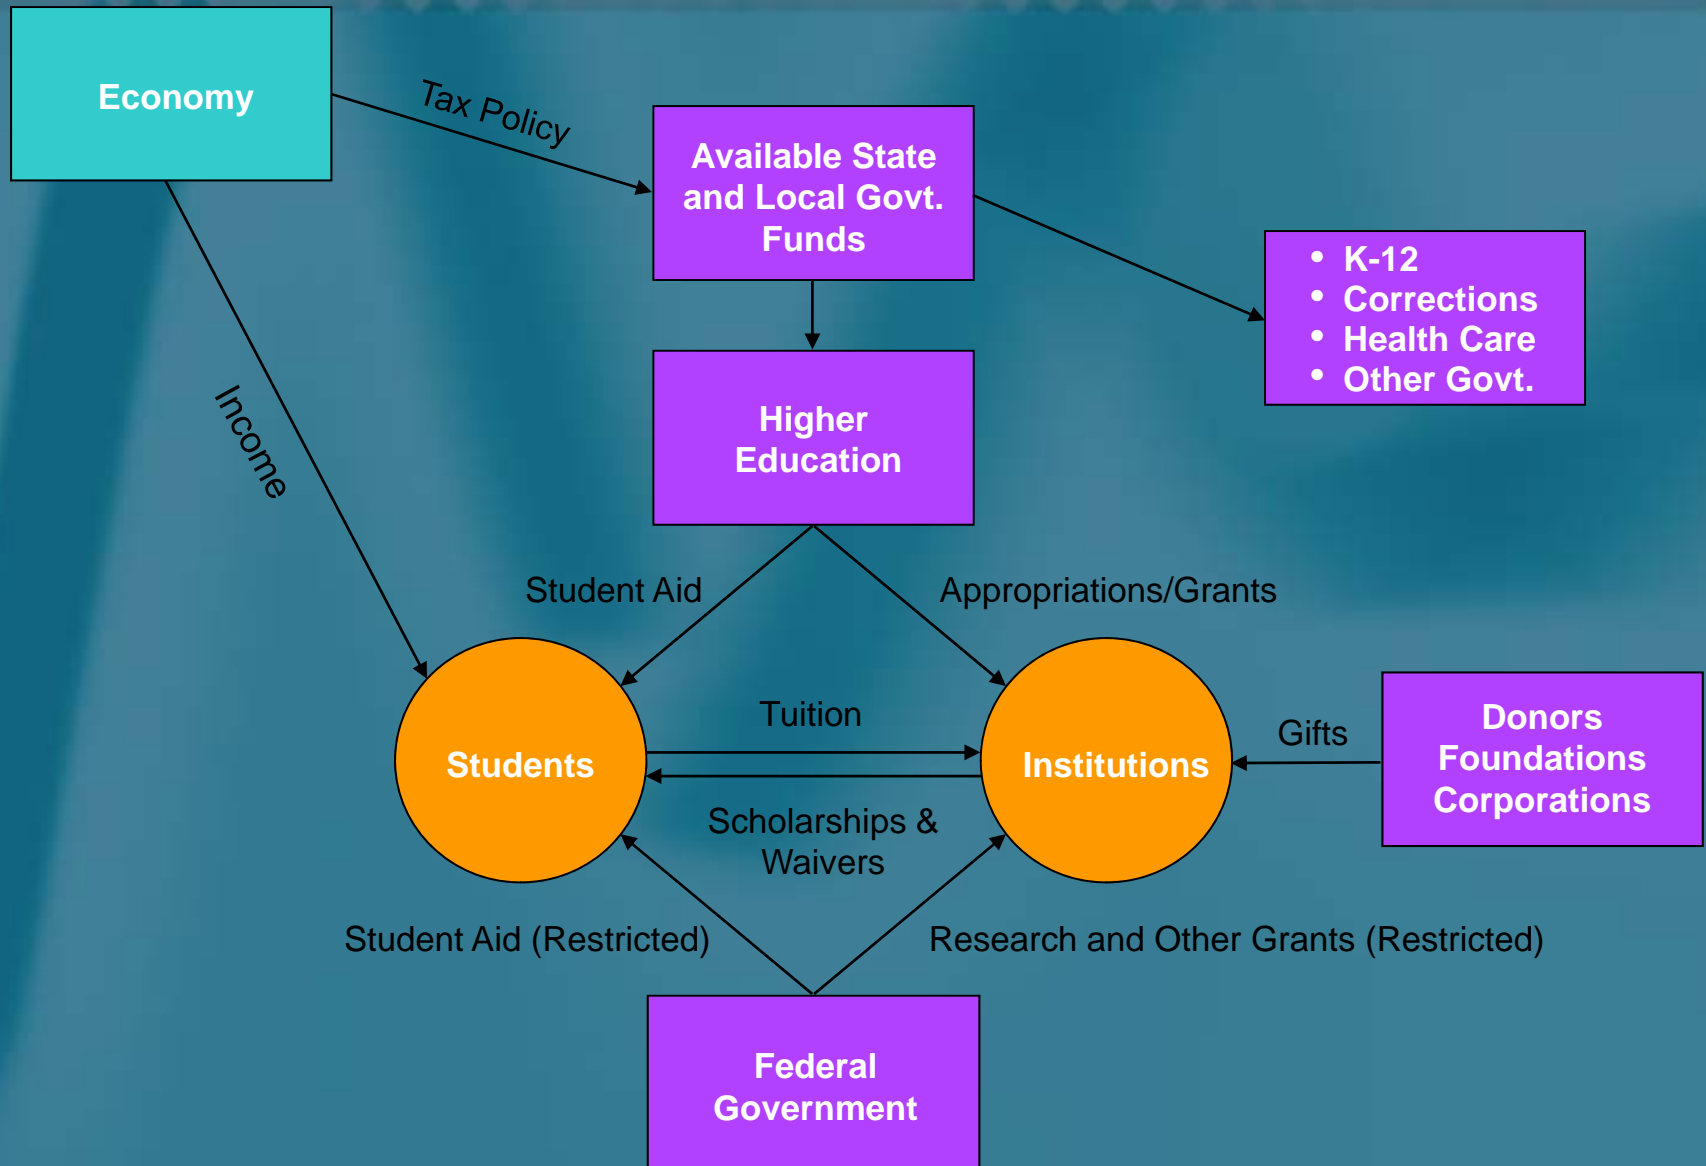 Economy
Tax Policy
Available State
and Local Govt.
Funds
• K-12
• Corrections
• Health Care
• Other Govt.
Income
Higher
Education
Student Aid
Appropriations/Grants
Students
Tuition
Scholarships &
Waivers
Institutions
Gifts
Donors
Foundations
Corporations
Student Aid (Restricted)
Research and Other Grants (Restricted)
Federal
Government